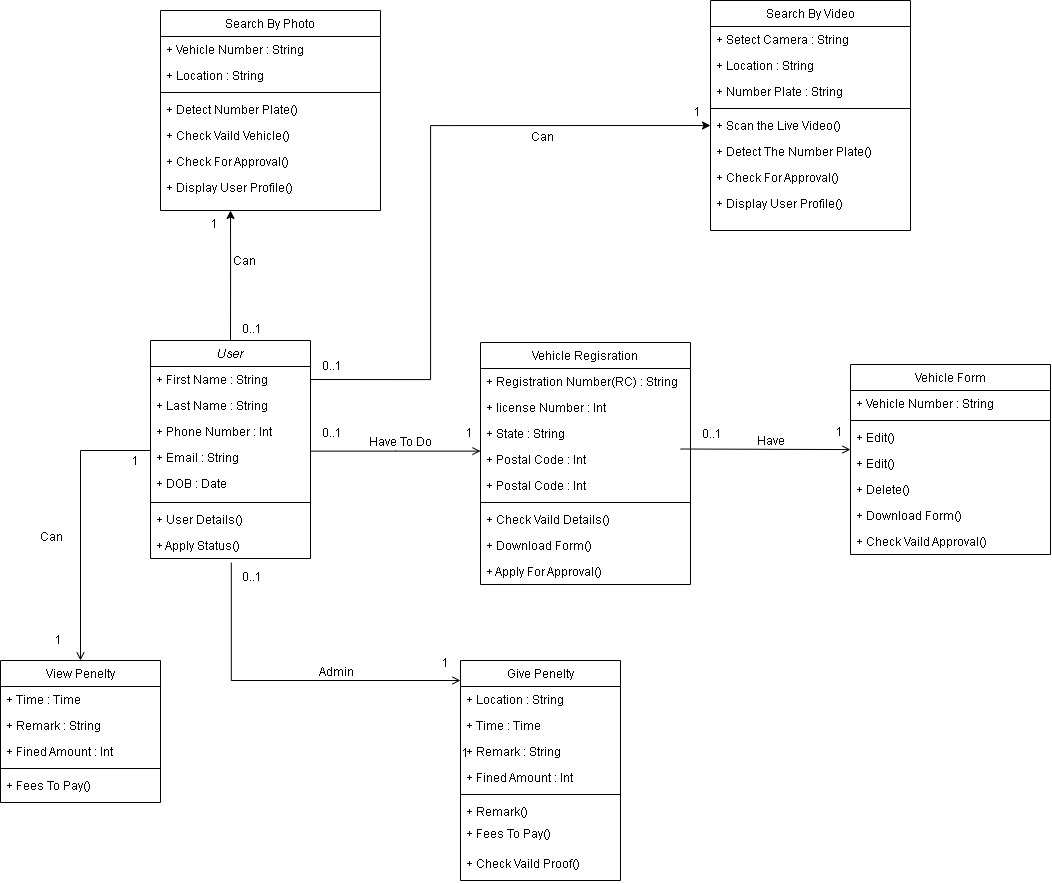 Search By Photo
+ Vehicle Number : String
+ Location : String
+ Detect Number Plate()
+ Check Vaild Vehicle()
+ Check For Approval()
+ Display User Profile()
Search By Video
+ Setect Camera : String
+ Location : String
+ Number Plate : String
+ Scan the Live Video()
+ Detect The Number Plate()
+ Check For Approval()
+ Display User Profile()
1
Can
1
Can
0..1
User
+ First Name : String
+ Last Name : String
+ Phone Number : Int
+ Email : String
+ DOB : Date
+ User Details()
+ Apply Status()
0..1
0..1
Have To Do
1
Vehicle Regisration
+ Registration Number(RC) : String
+ license Number : Int
+ State : String
+ Postal Code : Int
+ Postal Code : Int
+ Check Vaild Details()
+ Download Form()
+ Apply For Approval()
0..1
Have
1
Vehicle Form
+ Vehicle Number : String
+ Edit()
+ Edit()
+ Delete()
+ Download Form()
+ Check Vaild Approval()
1
Can
1
0..1
Admin
1
View Penelty
+ Time : Time
+ Remark : String
+ Fined Amount : Int
+ Fees To Pay()
Give Penelty
+ Location : String
+ Time : Time
1+ Remark : String
+ Fined Amount : Int
+ Remark()
+ Fees To Pay()
+ Check Vaild Proof()